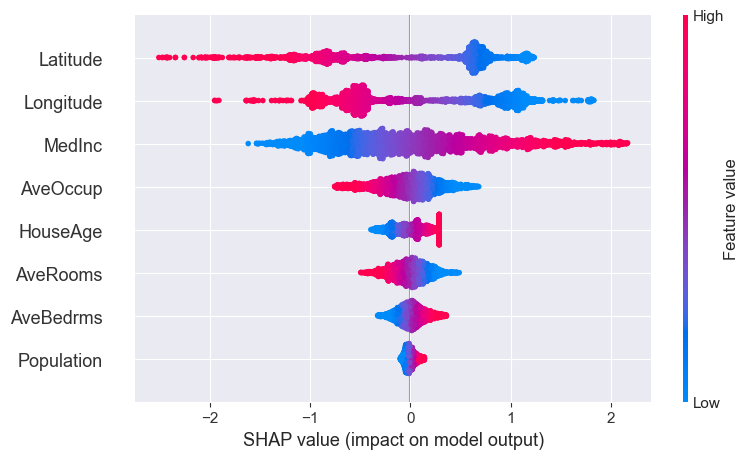 High
Latitude
Longitude
MedInc
AveOccup
HouseAge
AveRooms
AveBedrms
Population
Feature value
Low
−2
−1
0
1
2
SHAP value (impact on model output)